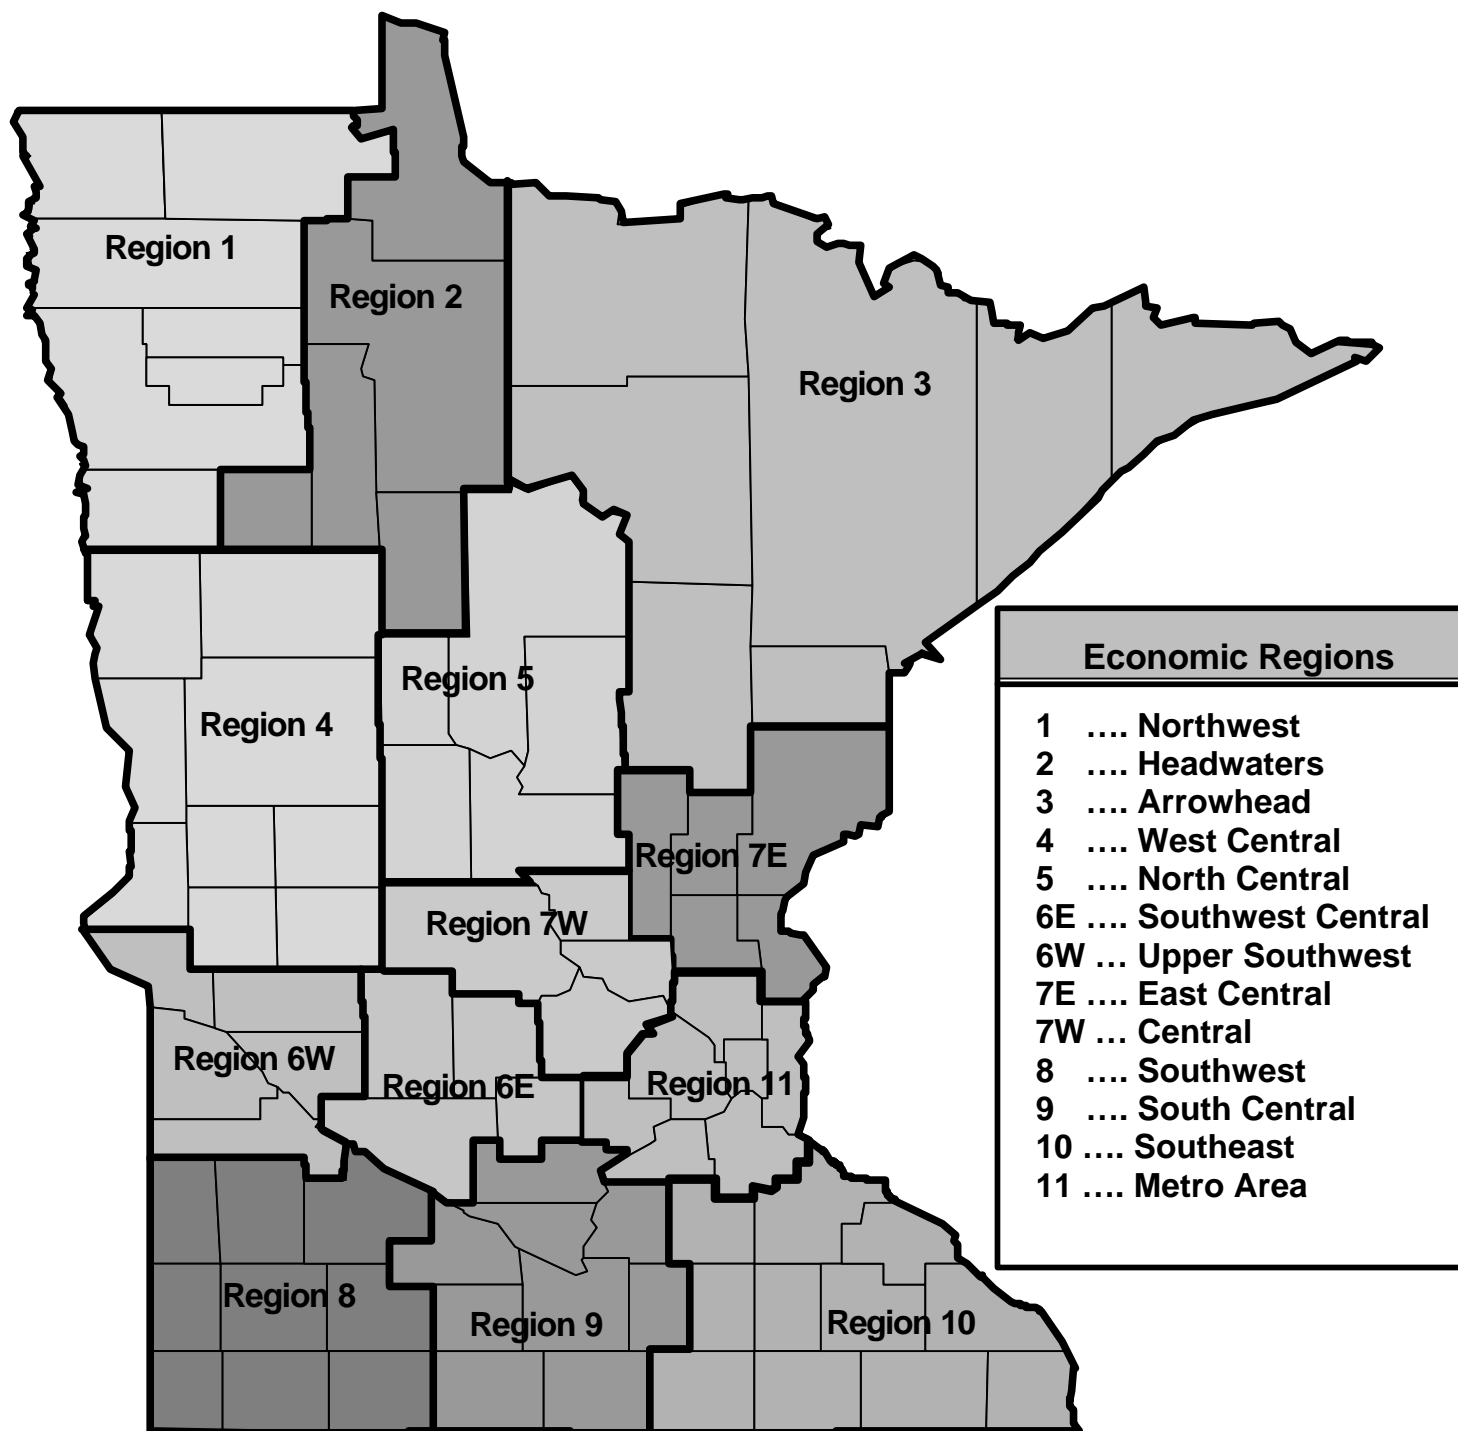 Region 1
Region 2
Region 3
Region 4
Region 5
Region 7E
Region 7W
Region 6W
Region 6E
Region 11
Region 8
Region 9
Region 10
Economic Regions
1 .... Northwest
2 .... Headwaters
3 .... Arrowhead
4 .... West Central
5 .... North Central
6E .... Southwest Central
6W ... Upper Southwest
7E .... East Central
7W ... Central
8 .... Southwest
9 .... South Central
10 .... Southeast
11 .... Metro Area